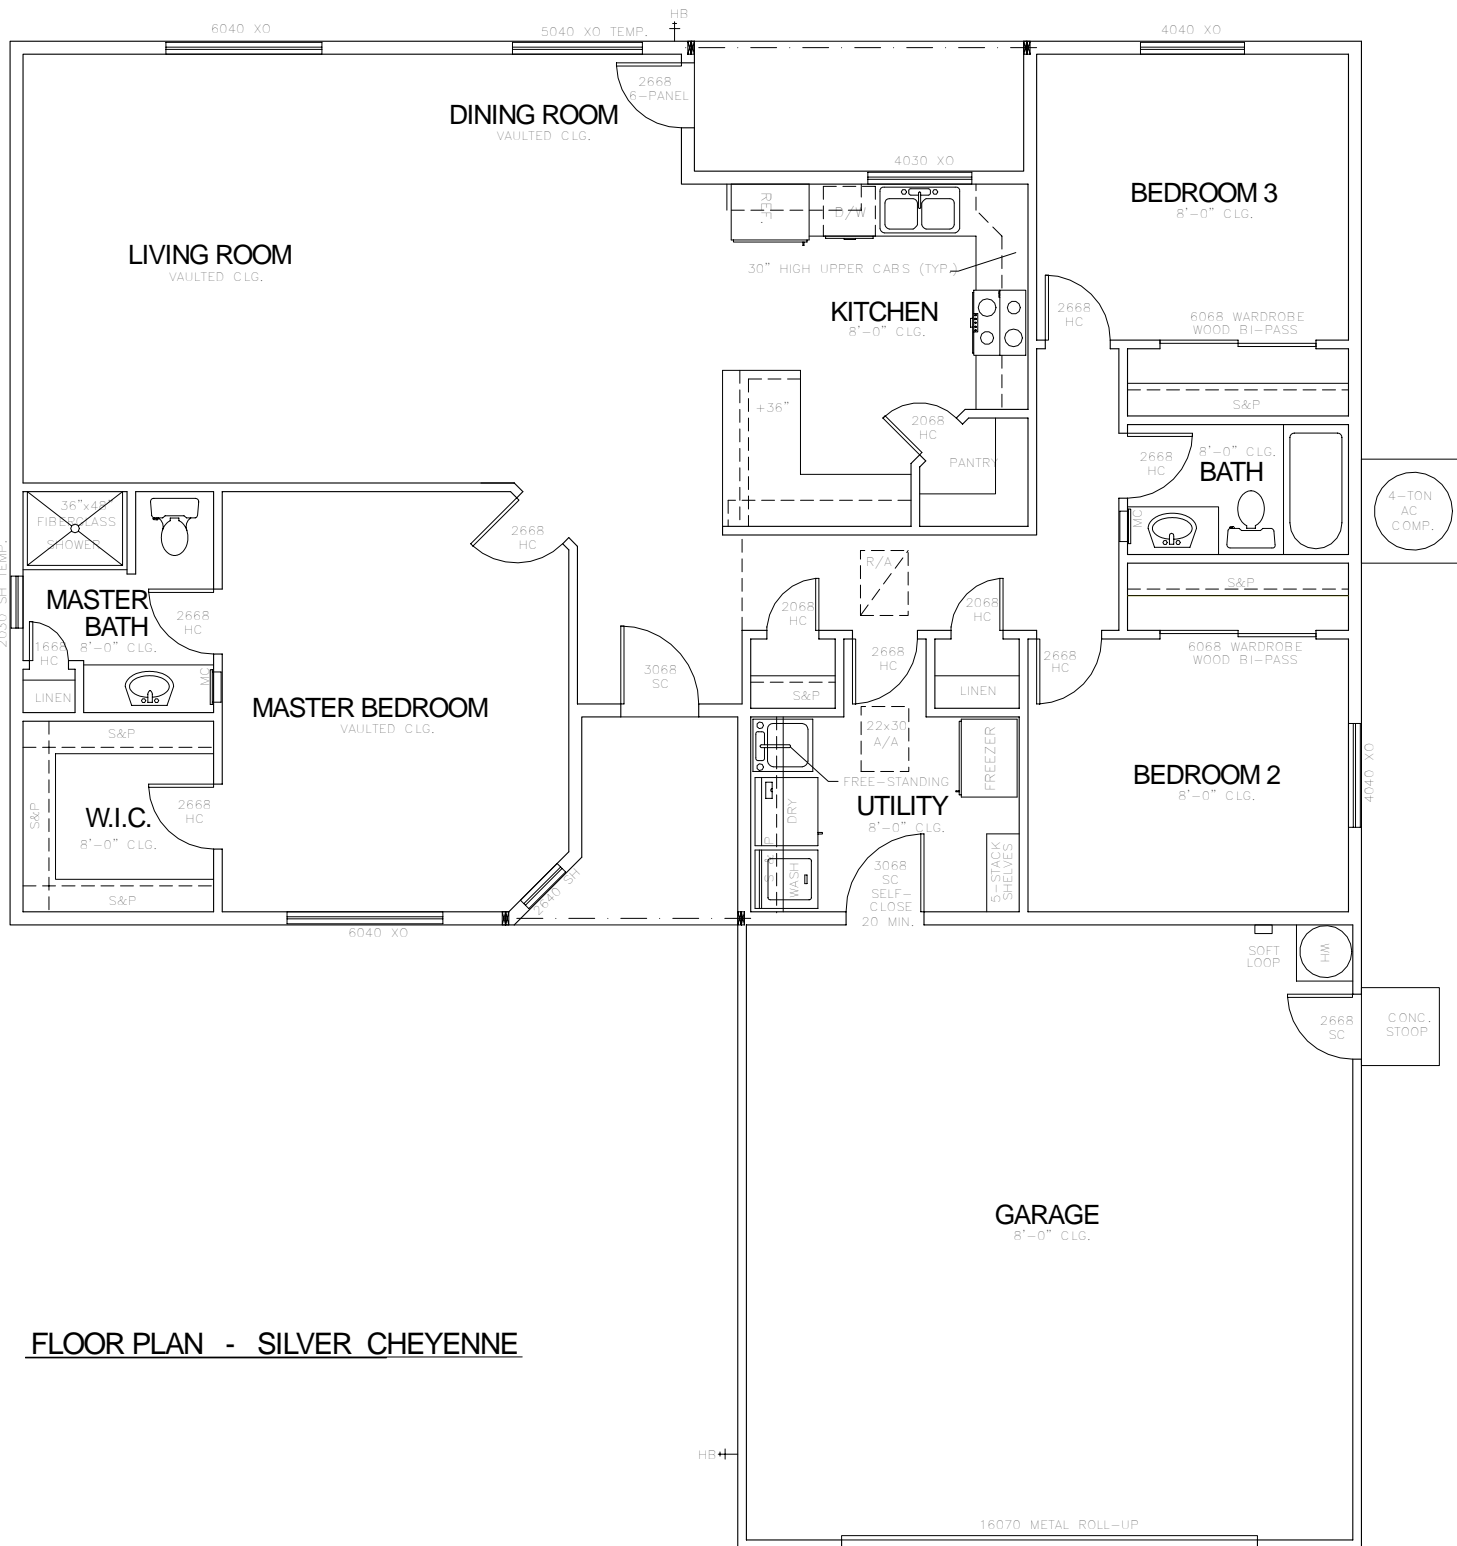 6040 XO
5040 XO TEMP.
HB
4040 XO
2668
6-PANEL
DINING ROOM
VAULTED CLG.
4030 XO
REF.
D/W
BEDROOM 3
8'-0" CLG.
LIVING ROOM
VAULTED CLG.
30" HIGH UPPER CABS (TYP.)
KITCHEN
8'-0" CLG.
2668
HC
6068 WARDROBE
WOOD BI-PASS
S&P
+36"
2068
HC
PANTRY
8'-0" CLG.
BATH
2668
HC
MC
4-TON
AC
COMP.
36"x48"
FIBERGLASS
SHOWER
2668
HC
2030 SH TEMP.
R/A
S&P
MASTER
BATH
8'-0" CLG.
2668
HC
1668
HC
LINEN
MC
2068
HC
2068
HC
2668
HC
S&P
LINEN
2668
HC
6068 WARDROBE
WOOD BI-PASS
3068
SC
MASTER BEDROOM
VAULTED CLG.
S&P
S&P
W.I.C.
8'-0" CLG.
2668
HC
S&P
22x30
A/A
FREEZER
FREE-STANDING
UTILITY
8'-0" CLG.
DRY
S&P
WASH
3068
SC
SELF-
CLOSE
20 MIN.
5-STACK
SHELVES
BEDROOM 2
8'-0" CLG.
4040 XO
2640 SH
6040 XO
SOFT
LOOP
WH
2668
SC
CONC.
STOOP
GARAGE
8'-0" CLG.
FLOOR PLAN - SILVER CHEYENNE
HB
16070 METAL ROLL-UP